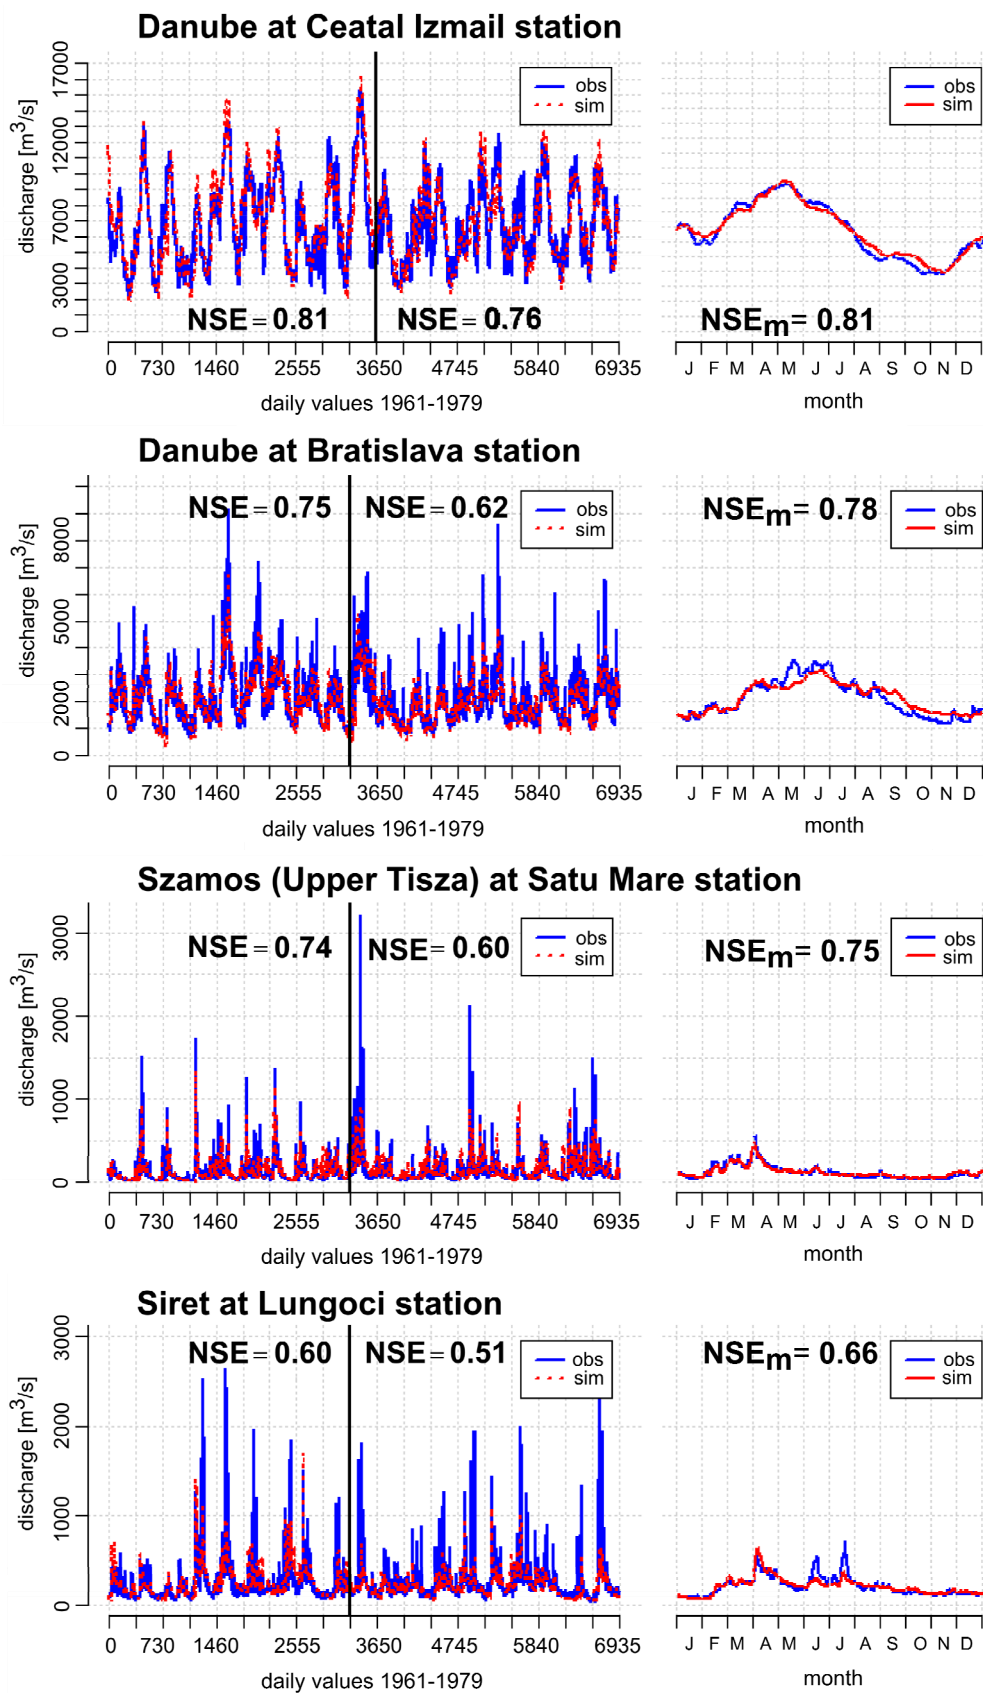 Danube at Ceatal Izmail station
discharge [m³/s]
17000
12000
7000
3000
0
obs
sim
NSE = 0.81
NSE = 0.76
0 730 1460 2555 3650 4745 5840 6935
daily values 1961-1979
obs
sim
NSEm= 0.81
J F M A M J J A S O N D
month
Danube at Bratislava station
discharge [m³/s]
8000
5000
2000
0
NSE = 0.75
NSE = 0.62
obs
sim
0 730 1460 2555 3650 4745 5840 6935
daily values 1961-1979
NSEm= 0.78
obs
sim
J F M A M J J A S O N D
month
Szamos (Upper Tisza) at Satu Mare station
discharge [m³/s]
3000
2000
1000
0
NSE = 0.74
NSE = 0.60
obs
sim
0 730 1460 2555 3650 4745 5840 6935
daily values 1961-1979
NSEm= 0.75
obs
sim
J F M A M J J A S O N D
month
Siret at Lungoci station
discharge [m³/s]
3000
2000
1000
0
NSE = 0.60
NSE = 0.51
obs
sim
0 730 1460 2555 3650 4745 5840 6935
daily values 1961-1979
NSEm= 0.66
obs
sim
J F M A M J J A S O N D
month